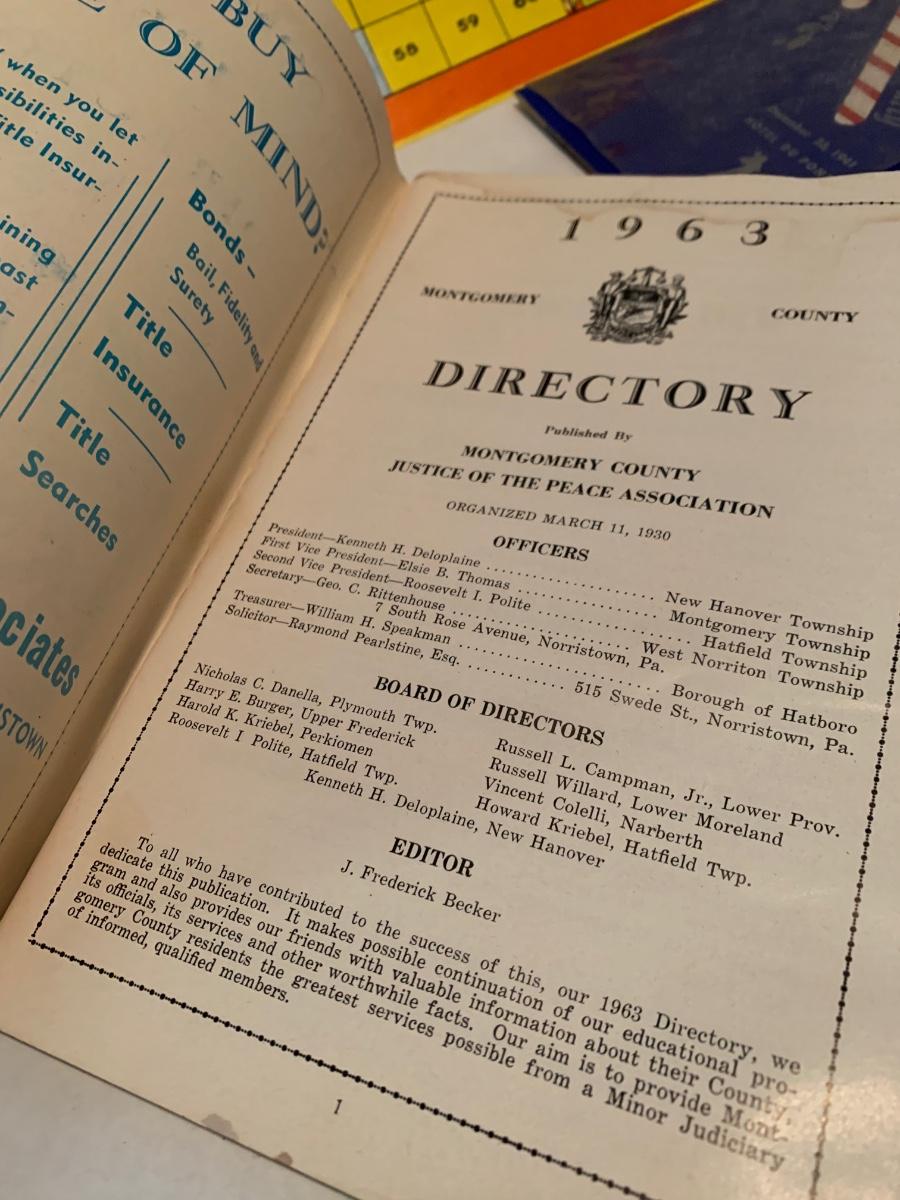 BUY
OF MIND?
when you let
sibilities in-
Title Insur-
ining
Bonds –
Bail, Fidelity and
Surety
Title
Insurance
Title
Searches
58
59
1963
MONTGOMERY COUNTY
DIRECTORY
Published By
MONTGOMERY COUNTY
JUSTICE OF THE PEACE ASSOCIATION
ORGANIZED MARCH 11, 1930
OFFICERS
President—Kenneth H. Deloplaine .................... New Hanover Township
First Vice President—Elsie B. Thomas .................... Montgomery Township
Second Vice President—Roosevelt I. Polite .................... Hatfield Township
Secretary—Geo. C. Rittenhouse .................... West Norriton Township
7 South Rose Avenue, Norristown, Pa.
Treasurer—William H. Speakman .................... Borough of Hatboro
Solicitor—Raymond Pearlstine, Esq. ............ 515 Swede St., Norristown, Pa.
BOARD OF DIRECTORS
Nicholas C. Danella, Plymouth Twp. Russell L. Campman, Jr., Lower Prov.
Harry E. Burger, Upper Frederick Russell Willard, Lower Moreland
Harold K. Kriebel, Perkiomen Vincent Colelli, Narberth
Roosevelt I Polite, Hatfield Twp. Howard Kriebel, Hatfield Twp.
Kenneth H. Deloplaine, New Hanover
EDITOR
J. Frederick Becker
To all who have contributed to the success of this, our 1963 Directory, we
dedicate this publication. It makes possible continuation of our educational pro-
gram and also provides our friends with valuable information about their County,
its officials, its services and other worthwhile facts. Our aim is to provide Mont-
gomery County residents the greatest services possible from a Minor Judiciary
of informed, qualified members.
1